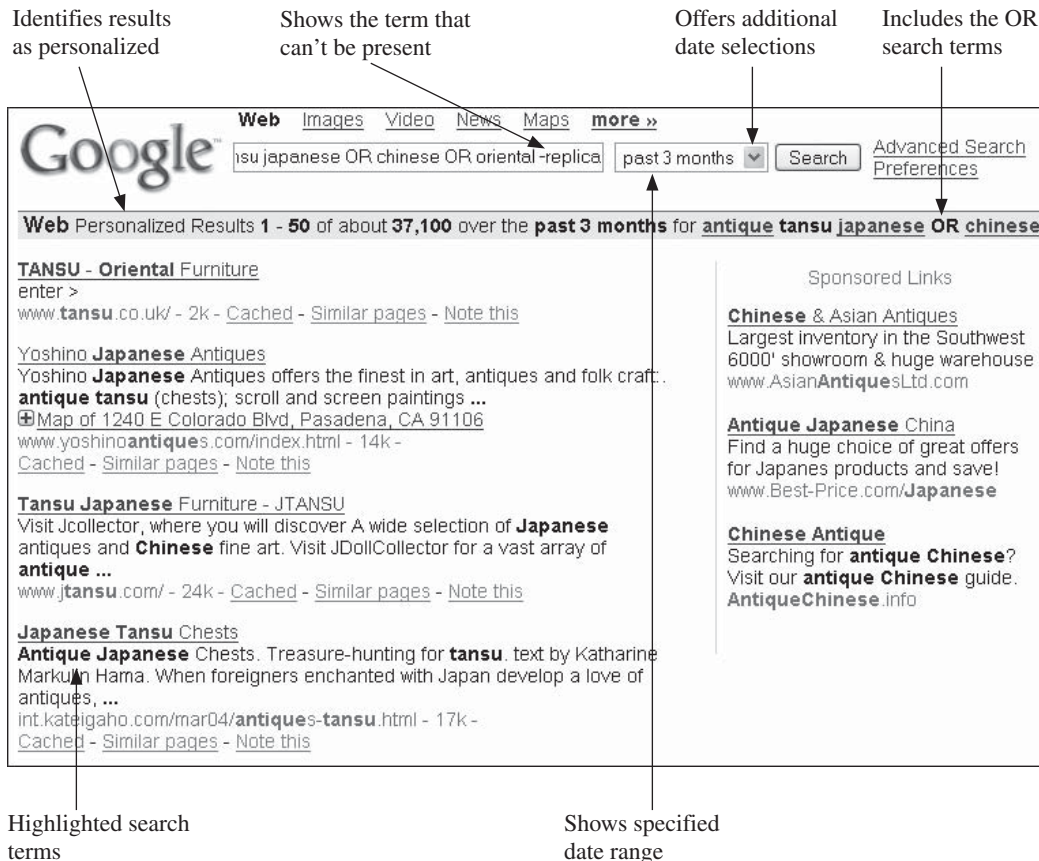 Identifies results
as personalized
Shows the term that
can't be present
Offers additional
date selections
Includes the OR
search terms
Google™
Web Images Video News Maps more »
nsu japanese OR chinese OR oriental -replica
past 3 months
Search
Advanced Search
Preferences
Web Personalized Results 1 - 50 of about 37,100 over the past 3 months for antique tansu japanese OR chinese
TANSU - Oriental Furniture
enter >
www.tansu.co.uk/ - 2k - Cached - Similar pages - Note this
Yoshino Japanese Antiques
Yoshino Japanese Antiques offers the finest in art, antiques and folk craft:.
antique tansu (chests); scroll and screen paintings ...
Map of 1240 E Colorado Blvd, Pasadena, CA 91106
www.yoshinoantiques.com/index.html - 14k -
Cached - Similar pages - Note this
Tansu Japanese Furniture - JTANSU
Visit Jcollector, where you will discover A wide selection of Japanese
antiques and Chinese fine art. Visit JDollCollector for a vast array of
antique ...
www.jtansu.com/ - 24k - Cached - Similar pages - Note this
Japanese Tansu Chests
Antique Japanese Chests. Treasure-hunting for tansu. text by Katharine
Markulin Hama. When foreigners enchanted with Japan develop a love of
antiques, ...
int.kateigaho.com/mar04/antiques-tansu.html - 17k -
Cached - Similar pages - Note this
Sponsored Links
Chinese & Asian Antiques
Largest inventory in the Southwest
6000' showroom & huge warehouse
www.AsianAntiquesLtd.com
Antique Japanese China
Find a huge choice of great offers
for Japanes products and save!
www.Best-Price.com/Japanese
Chinese Antique
Searching for antique Chinese?
Visit our antique Chinese guide.
AntiqueChinese.info
Highlighted search
terms
Shows specified
date range